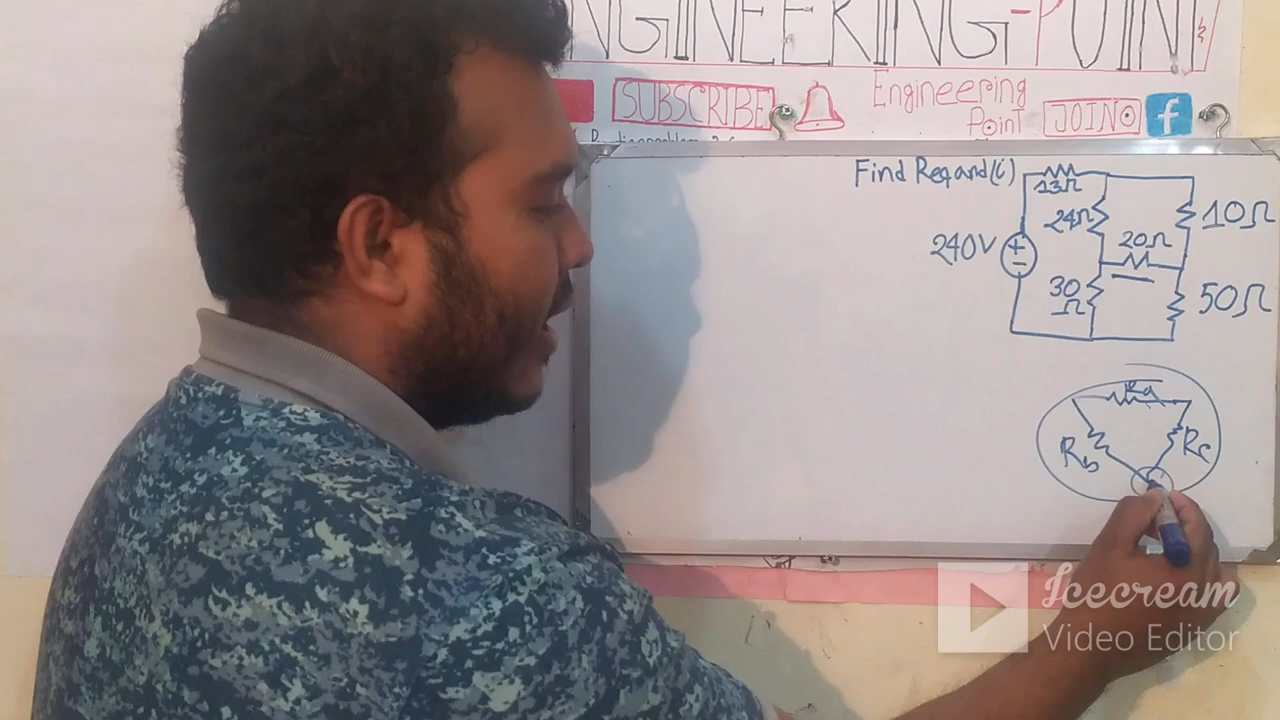 NGINEERING-POINT
SUBSCRIBE
Engineering
Point
JOIN
f
Find Req and (i)
13Ω
24Ω
10Ω
20Ω
240V
+
-
30
Ω
50Ω
Ra
Rb
Rc
Icecream
Video Editor